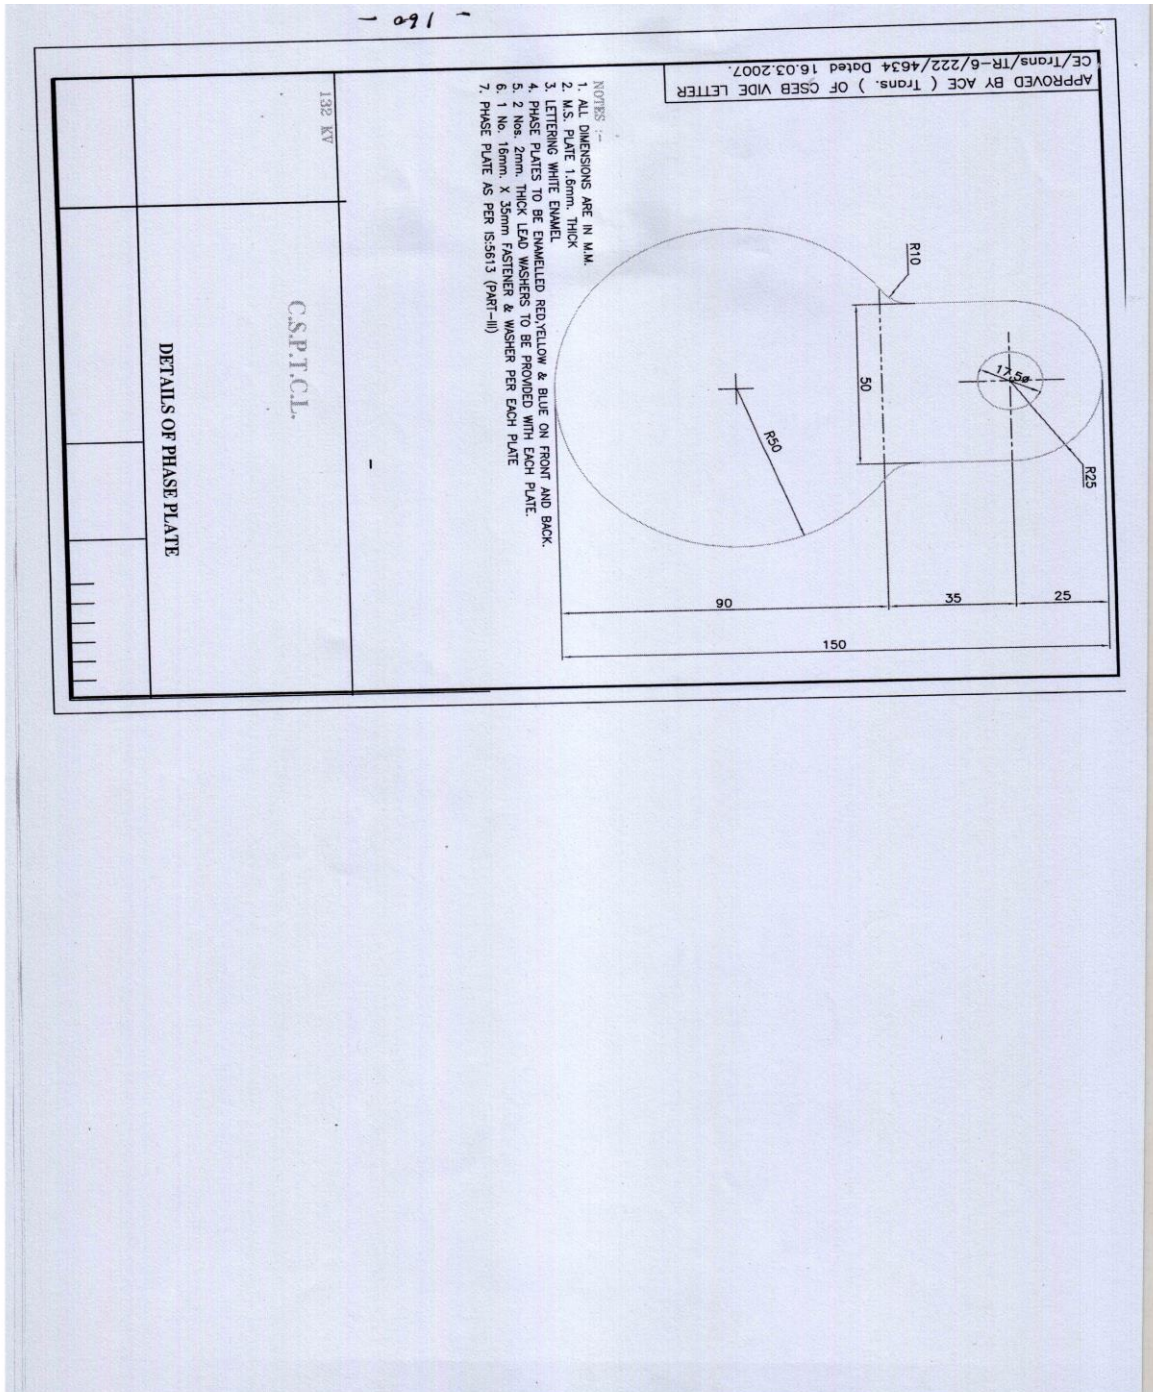 - 160 -
APPROVED BY ACE ( Trans. ) OF CSEB VIDE LETTER
CE/Trans/TR-6/222/4634 Dated 16.03.2007.
R10
17.5ø
50
R50
R25
90
35
25
150
NOTES :-
1. ALL DIMENSIONS ARE IN M.M.
2. M.S. PLATE 1.6mm. THICK
3. LETTERING WHITE ENAMEL
4. PHASE PLATES TO BE ENAMELLED RED,YELLOW & BLUE ON FRONT AND BACK.
5. 2 Nos. 2mm. THICK LEAD WASHERS TO BE PROVIDED WITH EACH PLATE.
6. 1 No. 16mm. X 35mm FASTENER & WASHER PER EACH PLATE
7. PHASE PLATE AS PER IS:5613 (PART-III)
-
132 KV
C.S.P.T.C.L.
DETAILS OF PHASE PLATE